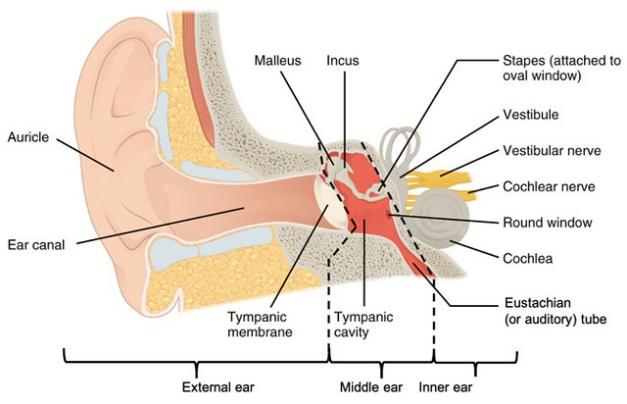 Malleus
Incus
Stapes (attached to
oval window)
Vestibule
Vestibular nerve
Cochlear nerve
Round window
Cochlea
Eustachian
(or auditory) tube
Auricle
Ear canal
Tympanic
membrane
Tympanic
cavity
External ear
Middle ear
Inner ear